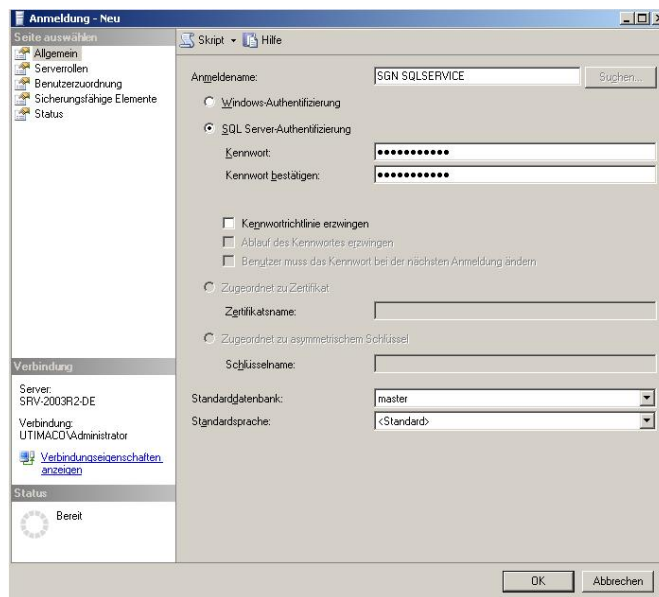 Anmeldung - Neu
Seite auswählen
Allgemein
Serverrollen
Benutzerzuordnung
Sicherungsfähige Elemente
Status
Skript
Hilfe
Anmeldename:
SGN SQLSERVICE
Suchen...
Windows-Authentifizierung
SQL Server-Authentifizierung
Kennwort:
●●●●●●●●●●●
Kennwort bestätigen:
●●●●●●●●●●●
Kennwortrichtlinie erzwingen
Ablauf des Kennwortes erzwingen
Benutzer muss das Kennwort bei der nächsten Anmeldung ändern
Zugeordnet zu Zertifikat
Zertifikatsname:
Zugeordnet zu asymmetrischem Schlüssel
Schlüsselname:
Standarddatenbank:
master
Standardsprache:
<Standard>
Verbindung
Server:
SRV-2003R2-DE
Verbindung:
UTIMACO\Administrator
Verbindungseigenschaften
anzeigen
Status
Bereit
OK
Abbrechen